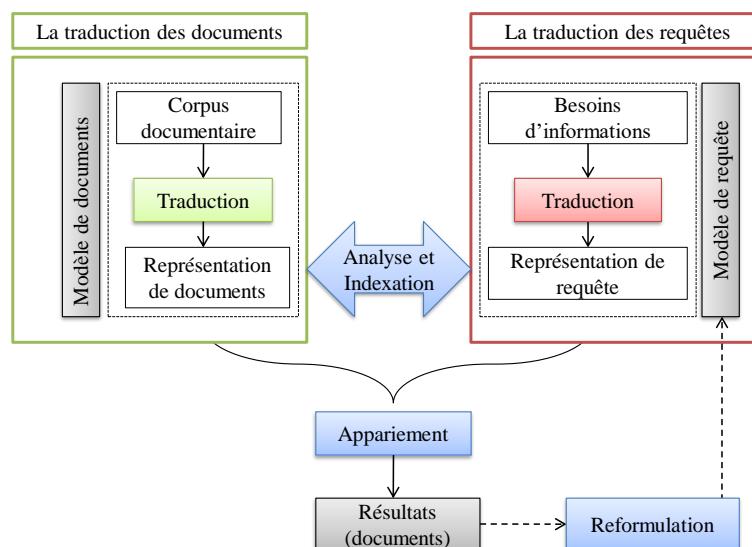 La traduction des documents
La traduction des requêtes
Modèle de documents
Corpus
documentaire
Traduction
Représentation
de documents
Analyse et
Indexation
Besoins
d'informations
Traduction
Représentation de
requête
Modèle de requête
Appariement
Résultats
(documents)
Reformulation